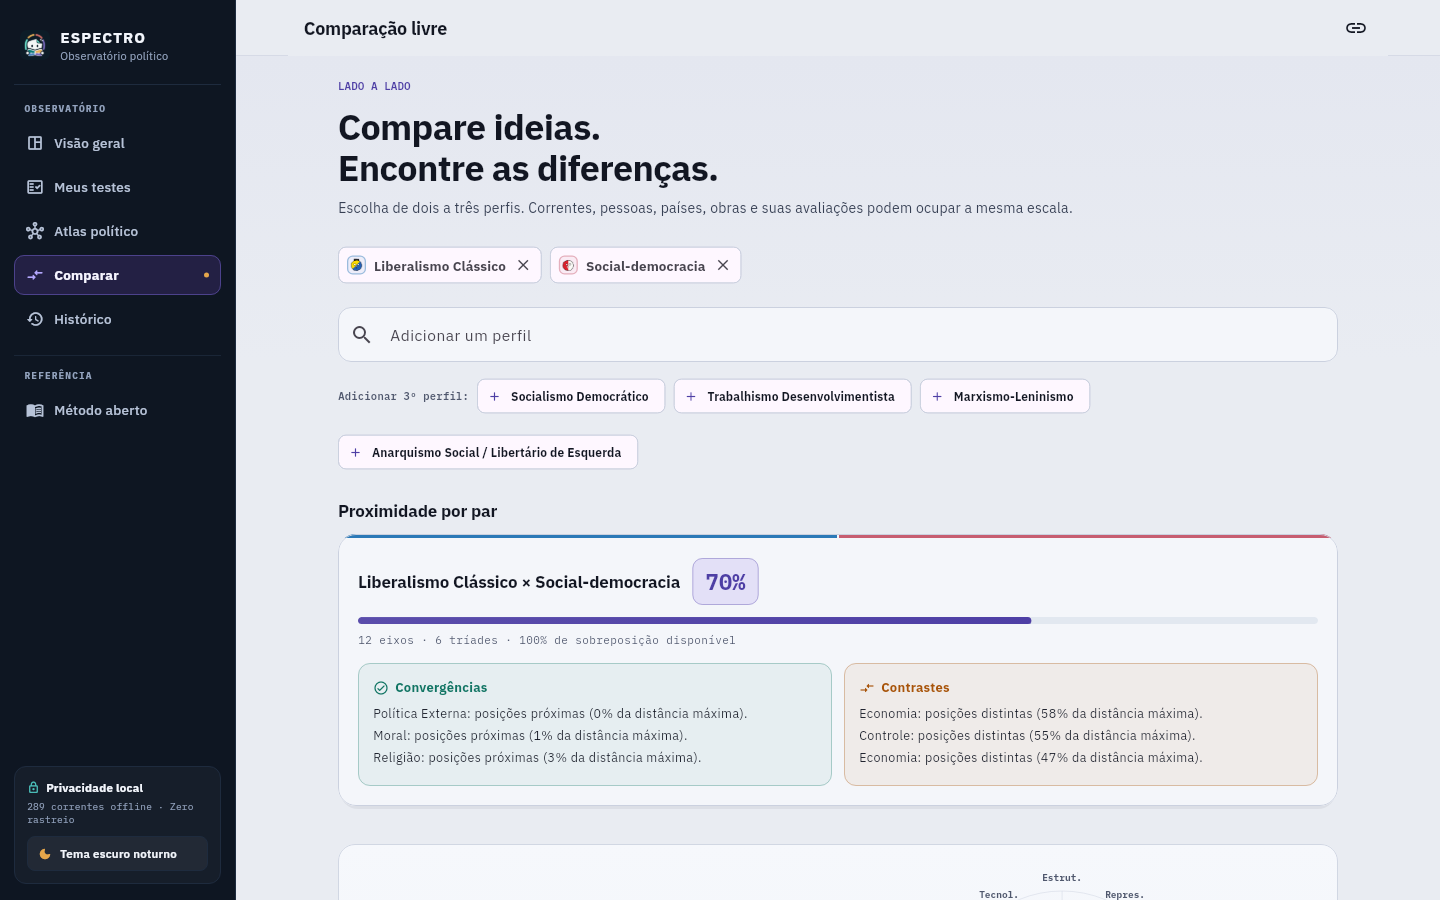 ESPECTRO
Observatório político
OBSERVATÓRIO
Visão geral
Meus testes
Atlas político
Comparar
Histórico
REFERÊNCIA
Método aberto
Privacidade local
289 correntes offline · Zero
rastreio
Tema escuro noturno
Comparação livre
LADO A LADO
Compare ideias.
Encontre as diferenças.
Escolha de dois a três perfis. Correntes, pessoas, países, obras e suas avaliações podem ocupar a mesma escala.
Liberalismo Clássico
Social-democracia
Adicionar um perfil
Adicionar 3º perfil:
Socialismo Democrático
Trabalhismo Desenvolvimentista
Marxismo-Leninismo
Anarquismo Social / Libertário de Esquerda
Proximidade por par
Liberalismo Clássico × Social-democracia 70%
12 eixos · 6 tríades · 100% de sobreposição disponível
Convergências
Política Externa: posições próximas (0% da distância máxima).
Moral: posições próximas (1% da distância máxima).
Religião: posições próximas (3% da distância máxima).
Contrastes
Economia: posições distintas (58% da distância máxima).
Controle: posições distintas (55% da distância máxima).
Economia: posições distintas (47% da distância máxima).
Estrut.
Tecnol.
Repres.